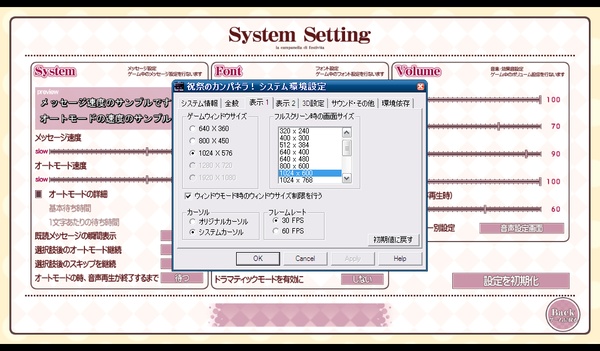 System Setting
la campanella di festività
System
メッセージ設定
ゲーム中のメッセージ設定を行ないます
Font
フォント設定
ゲーム中のフォント設定を行ないます
Volume
音楽・効果音設定
ゲーム中のボリューム設定を行ないます
preview
メッセージ速度のサンプルです
オートモードの速度のサンプル
メッセージ速度
slow
オートモード速度
slow
オートモードの詳細
基本待ち時間
1文字あたりの待ち時間
既読メッセージの瞬間表示
選択肢後のオートモード継続
選択肢後のスキップを継続
オートモードの時、音声再生が終了するまで
待つ
ドラマティックモードを有効に
しない
100
100
70
70
60
再生時)
別設定
音声設定画面
設定を初期化
Back
祝祭のカンパネラ! システム環境設定
システム情報
全般
表示1
表示2
3D設定
サウンド・その他
環境依存
ゲームウィンドウサイズ
640 X 360
800 X 450
1024 X 576
1280 X 720
1920 X 1080
フルスクリーン時の画面サイズ
320 x 240
400 x 300
512 x 384
640 x 400
640 x 480
800 x 600
1024 x 600
1024 x 768
ウィンドウモード時のウィンドウサイズ制限を行う
カーソル
オリジナルカーソル
システムカーソル
フレームレート
30 FPS
60 FPS
初期値に戻す
OK
Cancel
Apply
Help